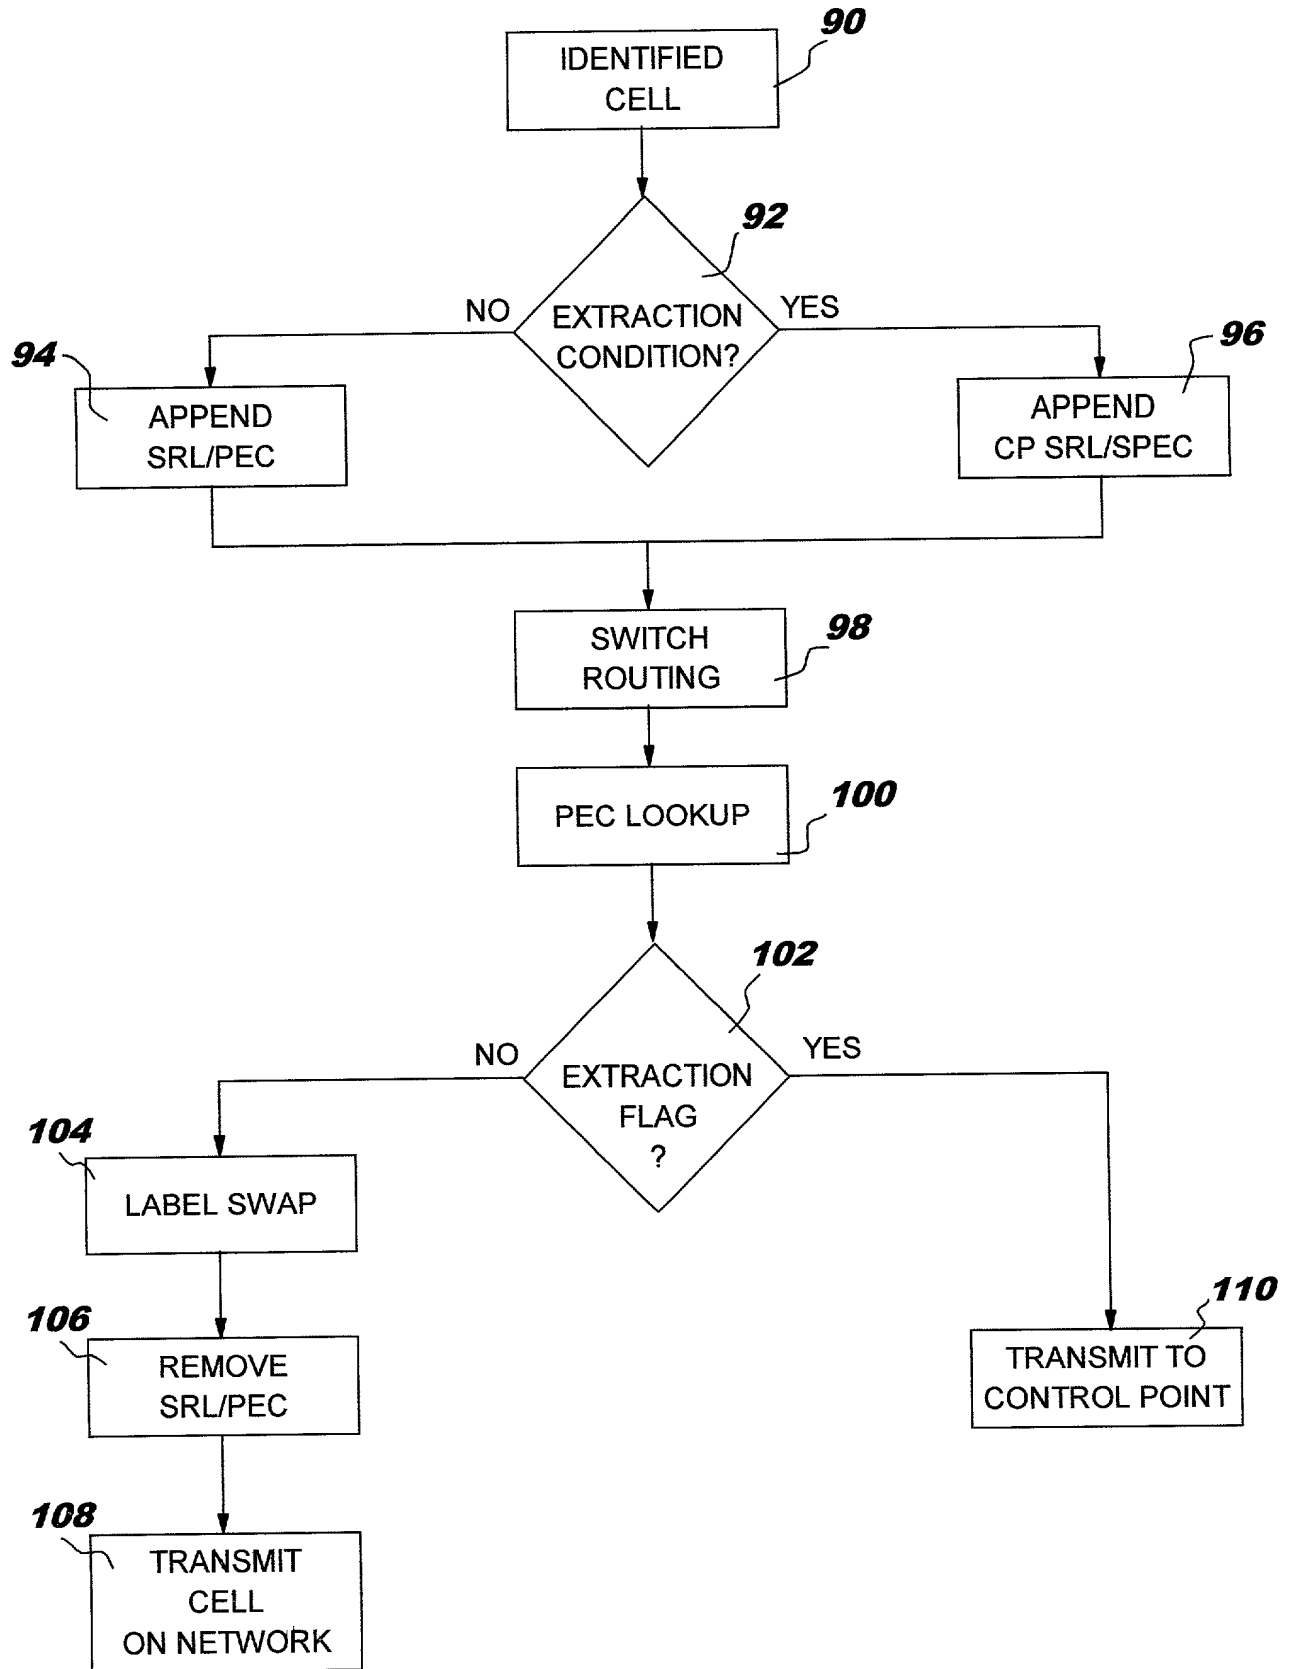 90
IDENTIFIED
CELL
92
NO
YES
EXTRACTION
CONDITION?
94
APPEND
SRL/PEC
96
APPEND
CP SRL/SPEC
98
SWITCH
ROUTING
100
PEC LOOKUP
102
NO
YES
EXTRACTION
FLAG
?
104
LABEL SWAP
106
REMOVE
SRL/PEC
110
TRANSMIT TO
CONTROL POINT
108
TRANSMIT
CELL
ON NETWORK